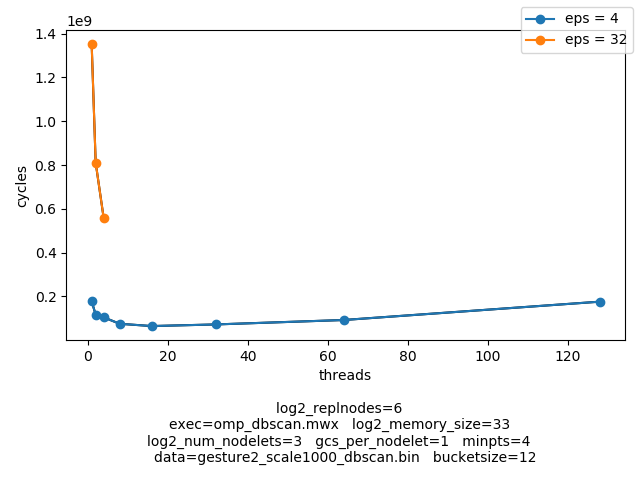 1e9
eps = 4
eps = 32
1.4
1.2
1.0
0.8
0.6
0.4
0.2
cycles
0 20 40 60 80 100 120
threads
log2_replnodes=6
exec=omp_dbscan.mwx log2_memory_size=33
log2_num_nodelets=3 gcs_per_nodelet=1 minpts=4
data=gesture2_scale1000_dbscan.bin bucketsize=12